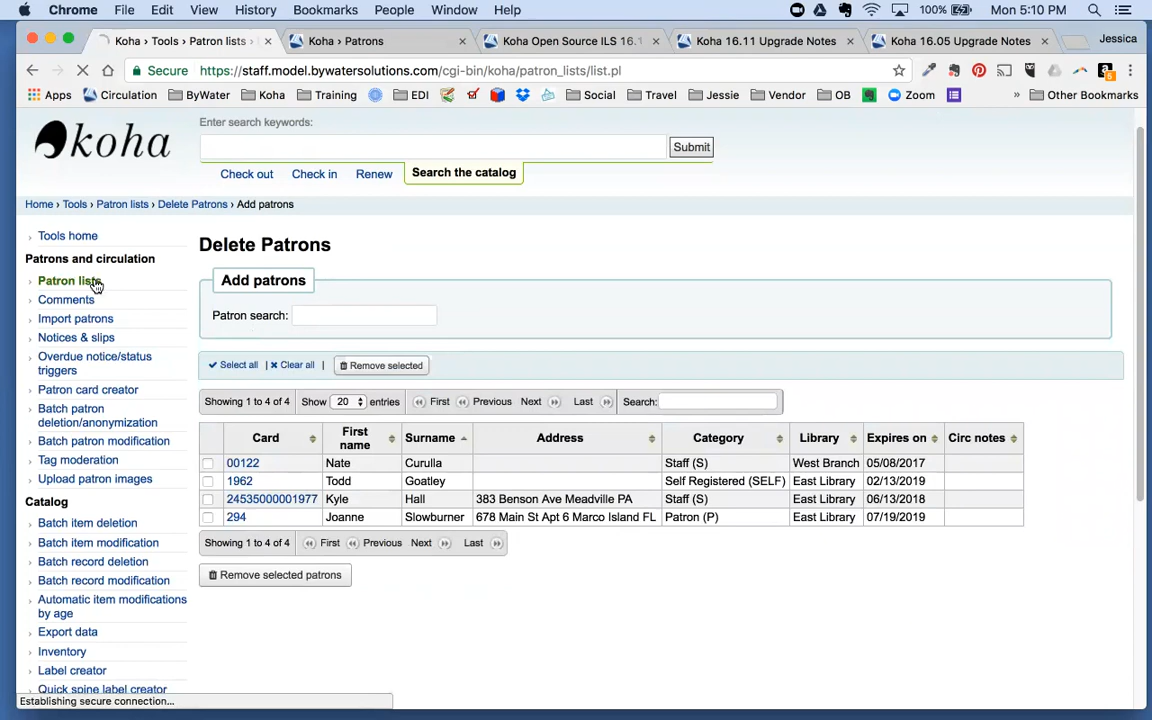 Chrome File Edit View History Bookmarks People Window Help 100% Mon 5:10 PM
Koha › Tools › Patron lists › × Koha › Patrons × Koha Open Source ILS 16.1 × Koha 16.11 Upgrade Notes × Koha 16.05 Upgrade Notes × Jessica
Secure https://staff.model.bywatersolutions.com/cgi-bin/koha/patron_lists/list.pl 5
Apps Circulation ByWater Koha Training EDI Social Travel Jessie Vendor OB Zoom » Other Bookmarks
koha
Enter search keywords:
Submit
Check out Check in Renew Search the catalog
Home › Tools › Patron lists › Delete Patrons › Add patrons
Tools home
Patrons and circulation
Patron lists
Comments
Import patrons
Notices & slips
Overdue notice/status
triggers
Patron card creator
Batch patron
deletion/anonymization
Batch patron modification
Tag moderation
Upload patron images
Catalog
Batch item deletion
Batch item modification
Batch record deletion
Batch record modification
Automatic item modifications
by age
Export data
Inventory
Label creator
Quick spine label creator
Delete Patrons
Add patrons
Patron search:
Select all | Clear all | Remove selected
Showing 1 to 4 of 4 Show 20 entries First Previous Next Last Search:
Card First name Surname Address Category Library Expires on Circ notes
00122 Nate Curulla Staff (S) West Branch 05/08/2017
1962 Todd Goatley Self Registered (SELF) East Library 02/13/2019
24535000001977 Kyle Hall 383 Benson Ave Meadville PA Staff (S) East Library 06/13/2018
294 Joanne Slowburner 678 Main St Apt 6 Marco Island FL Patron (P) East Library 07/19/2019
Showing 1 to 4 of 4 First Previous Next Last
Remove selected patrons
Establishing secure connection...